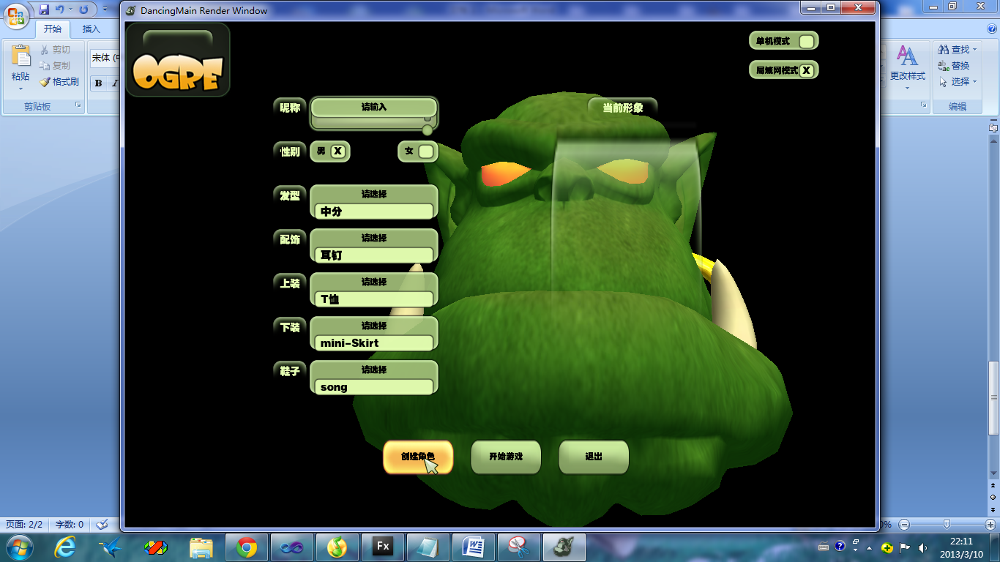 DancingMain Render Window
开始
插入
剪切
复制
粘贴
格式刷
剪贴板
宋体 (中
B I
OGRE
单机模式
局域网模式 X
昵称 请输入
当前形象
性别 男 X 女
发型 请选择
中分
配饰 请选择
耳钉
上装 请选择
T恤
下装 请选择
mini-Skirt
鞋子 请选择
song
创建角色 开始游戏 退出
更改样式
查找
替换
选择
编辑
页面: 2/2 字数: 0
0%
Fx
22:11
2013/3/10